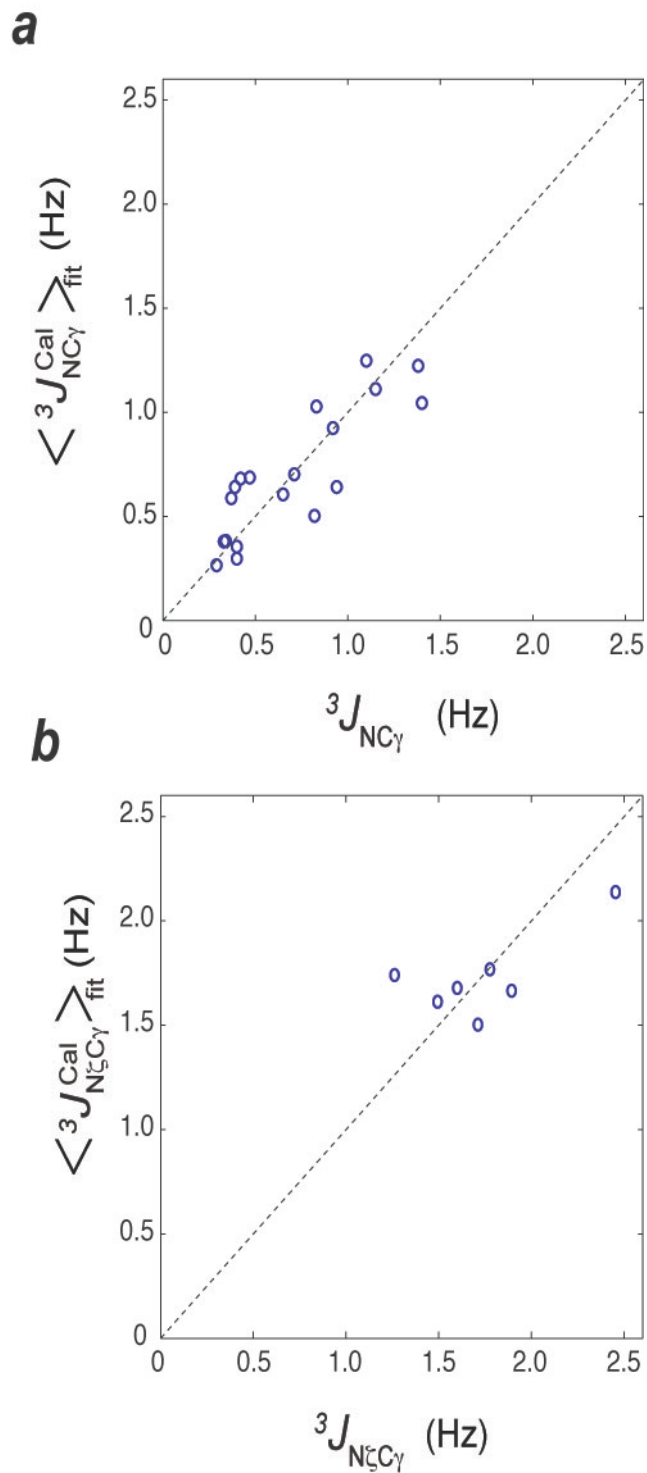 a
2.5
2.0
1.5
1.0
0.5
0
0 0.5 1.0 1.5 2.0 2.5
<³J^Cal_NCγ>_fit (Hz)
³J_NCγ (Hz)
b
2.5
2.0
1.5
1.0
0.5
0
0 0.5 1.0 1.5 2.0 2.5
<³J^Cal_NζCγ>_fit (Hz)
³J_NζCγ (Hz)